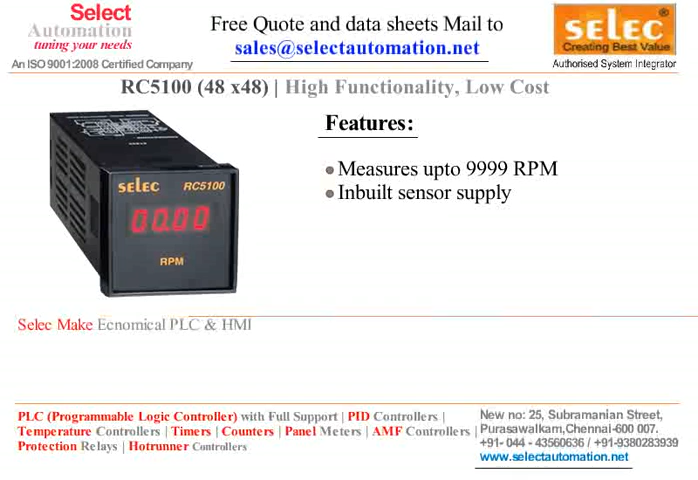 Select
Automation
tuning your needs
An ISO 9001:2008 Certified Company
Free Quote and data sheets Mail to
sales@selectautomation.net
selec
Creating Best Value
Authorised System Integrator
RC5100 (48 x48) | High Functionality, Low Cost
Features:
Measures upto 9999 RPM
Inbuilt sensor supply
selec RC5100
00.00
RPM
Selec Make Ecnomical PLC & HMI
PLC (Programmable Logic Controller) with Full Support | PID Controllers |
Temperature Controllers | Timers | Counters | Panel Meters | AMF Controllers |
Protection Relays | Hotrunner Controllers
New no: 25, Subramanian Street,
Purasawalkam,Chennai-600 007.
+91- 044 - 43560636 / +91-9380283939
www.selectautomation.net